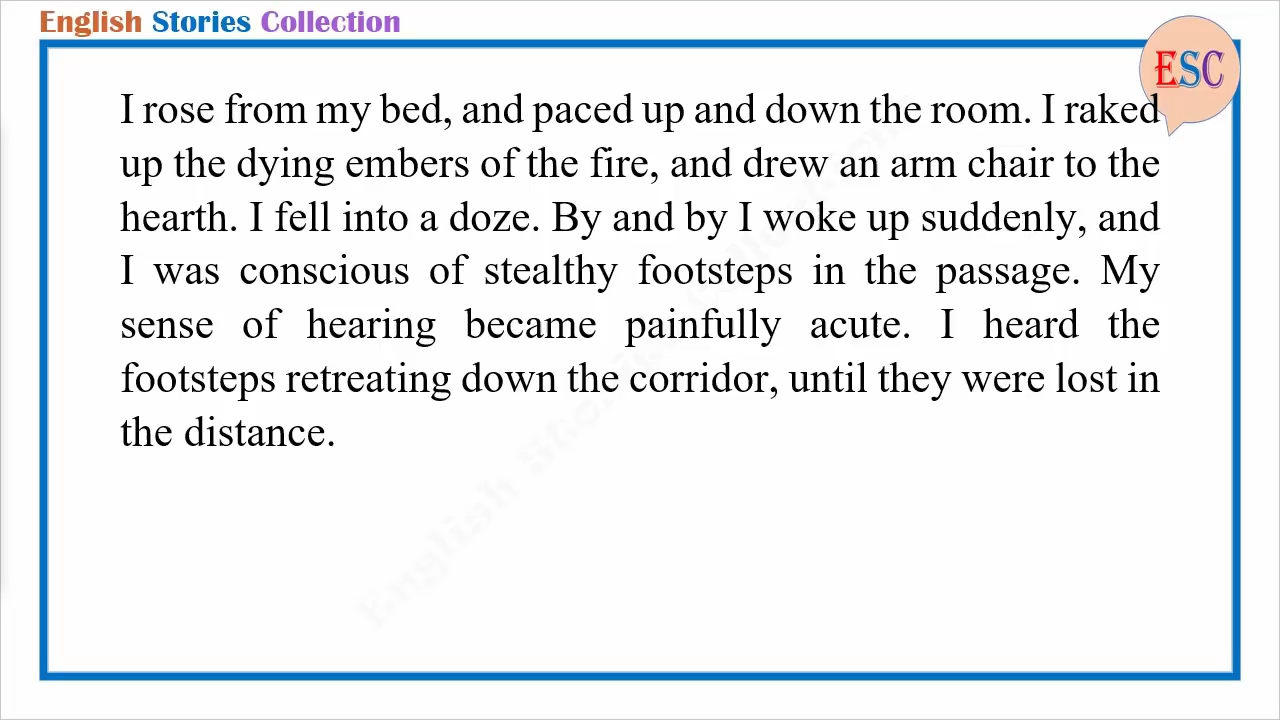 English Stories Collection
ESC
I rose from my bed, and paced up and down the room. I raked
up the dying embers of the fire, and drew an arm chair to the
hearth. I fell into a doze. By and by I woke up suddenly, and
I was conscious of stealthy footsteps in the passage. My
sense of hearing became painfully acute. I heard the
footsteps retreating down the corridor, until they were lost in
the distance.